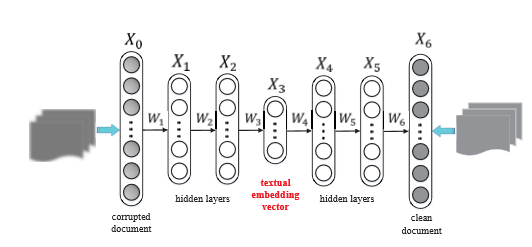 X0
X1
X2
X3
X4
X5
X6
W1
W2
W3
W4
W5
W6
corrupted
document
hidden layers
textual
embedding
vector
hidden layers
clean
document